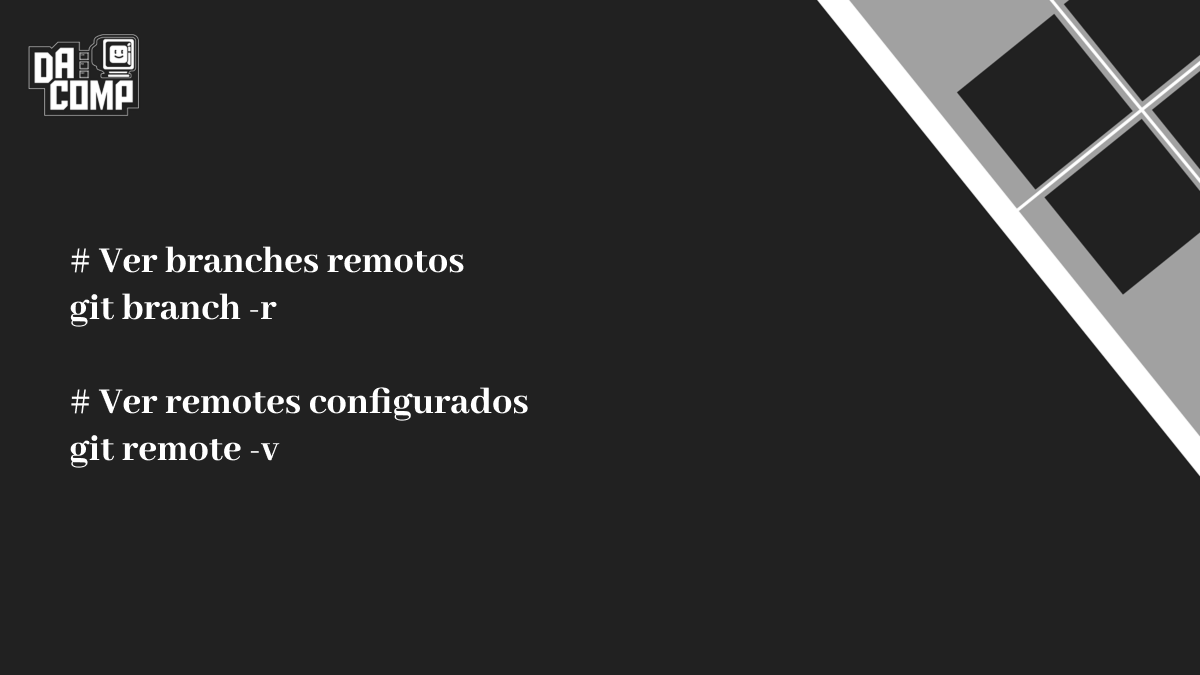 DA
COMP
# Ver branches remotos
git branch -r
# Ver remotes configurados
git remote -v